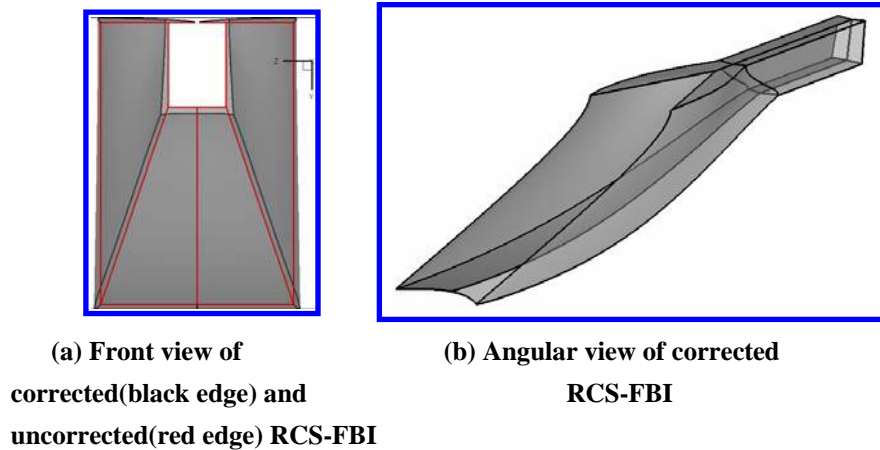 Z
Y
(a) Front view of
corrected(black edge) and
uncorrected(red edge) RCS-FBI
(b) Angular view of corrected
RCS-FBI